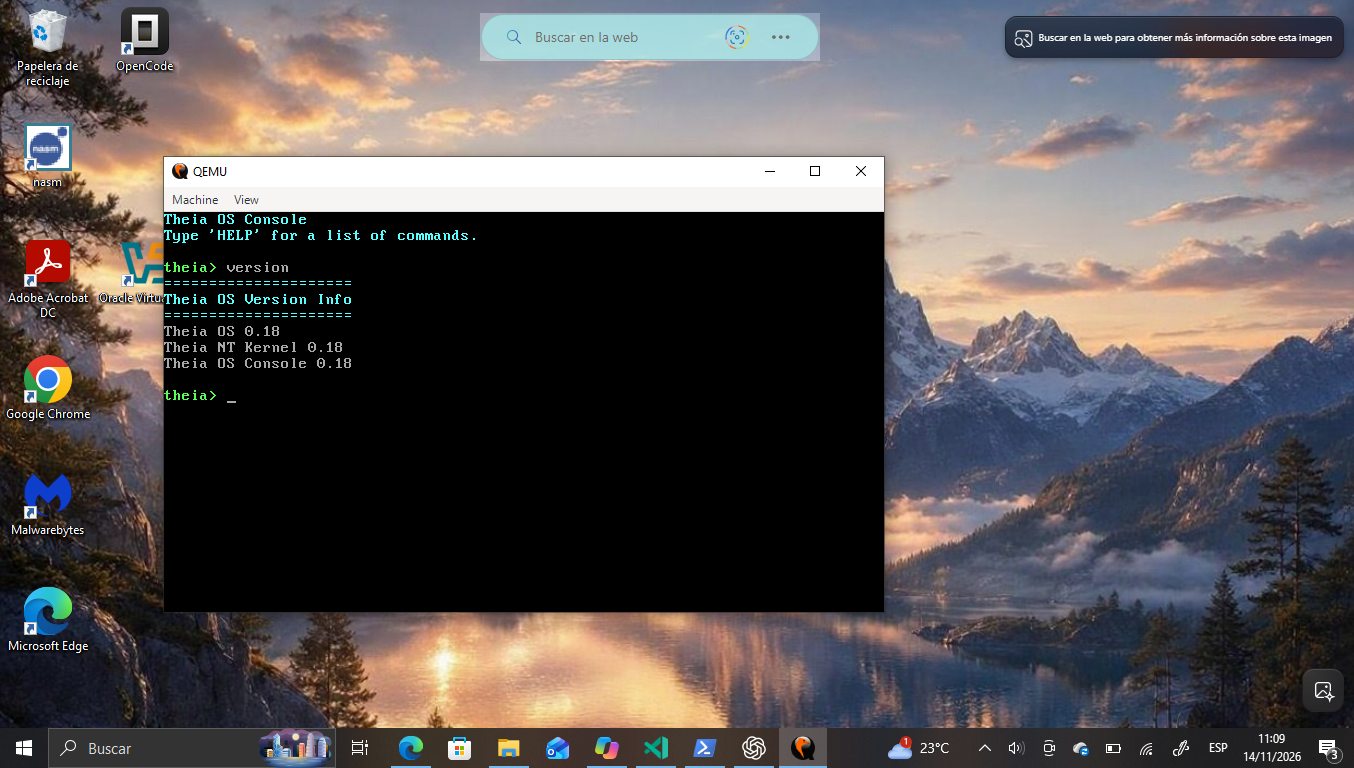 Papelera de
reciclaje
OpenCode
Buscar en la web
Buscar en la web para obtener más información sobre esta imagen
nasm
nasm
QEMU
Machine View
Theia OS Console
Type 'HELP' for a list of commands.
theia> version
=====================
Theia OS Version Info
=====================
Theia OS 0.18
Theia NT Kernel 0.18
Theia OS Console 0.18
theia> _
Adobe Acrobat
DC
Oracle Virtu
Google Chrome
Malwarebytes
Microsoft Edge
Buscar
1
23°C
ESP
11:09
14/11/2026
3